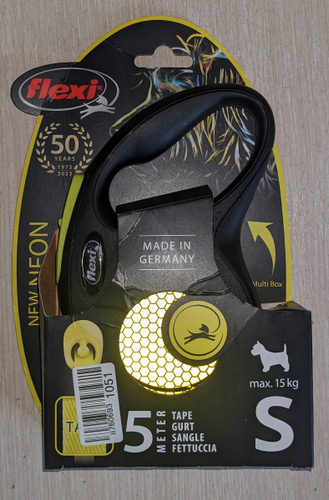 flexi
50
YEARS
1973
2023
NEW NEON
MADE IN
GERMANY
flexi
Multi Box
max. 15 kg
S
5
METER
TAPE
GURT
SANGLE
FETTUCCIA
1051